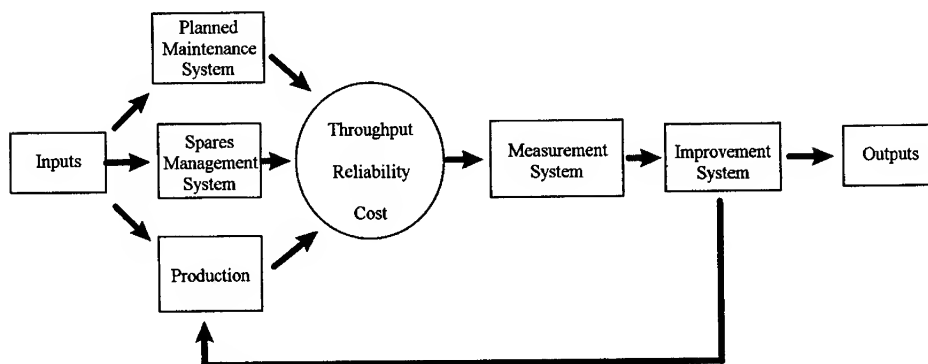 Planned
Maintenance
System
Inputs
Spares
Management
System
Production
Throughput
Reliability
Cost
Measurement
System
Improvement
System
Outputs